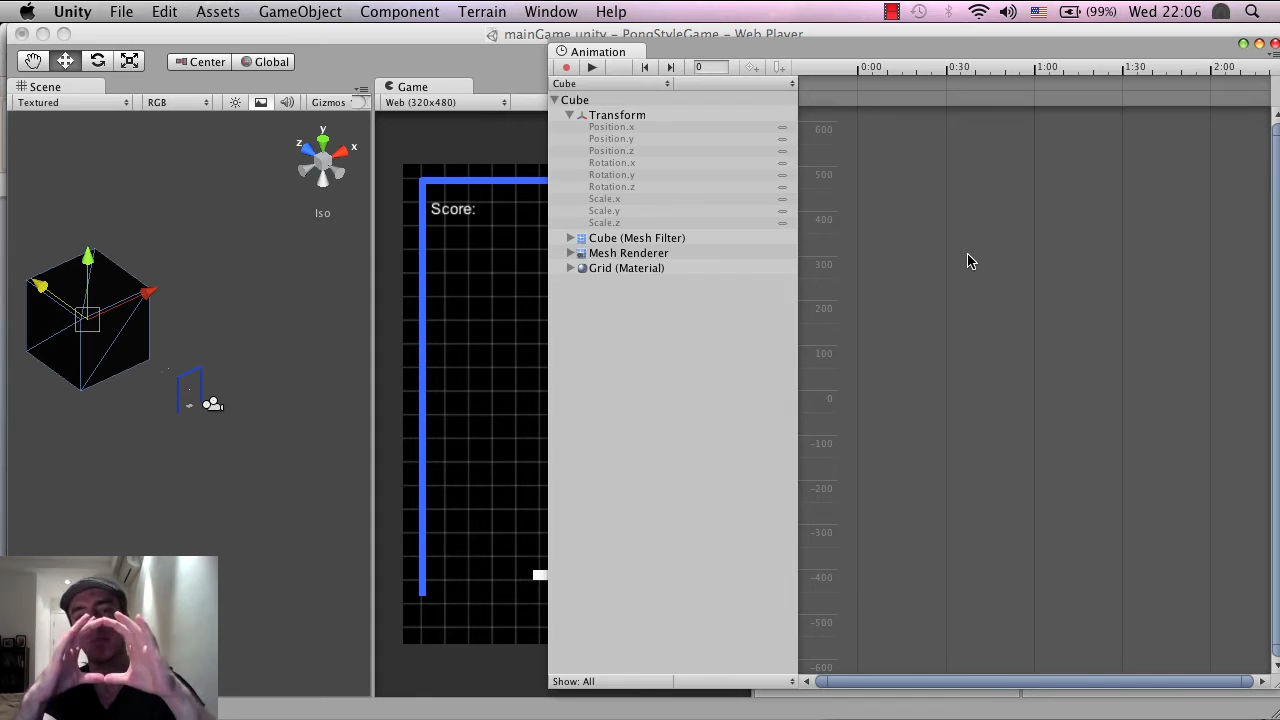 Unity File Edit Assets GameObject Component Terrain Window Help (99%) Wed 22:06
mainGame.unity - PongStyleGame - Web Player
Center Global
Scene
Textured RGB Gizmos
Game
Web (320x480)
y
z
x
Iso
Score:
Animation
0
Cube
Cube
Transform
Position.x
Position.y
Position.z
Rotation.x
Rotation.y
Rotation.z
Scale.x
Scale.y
Scale.z
Cube (Mesh Filter)
Mesh Renderer
Grid (Material)
Show: All
0:00 0:30 1:00 1:30 2:00
600
500
400
300
200
100
0
-100
-200
-300
-400
-500
-600